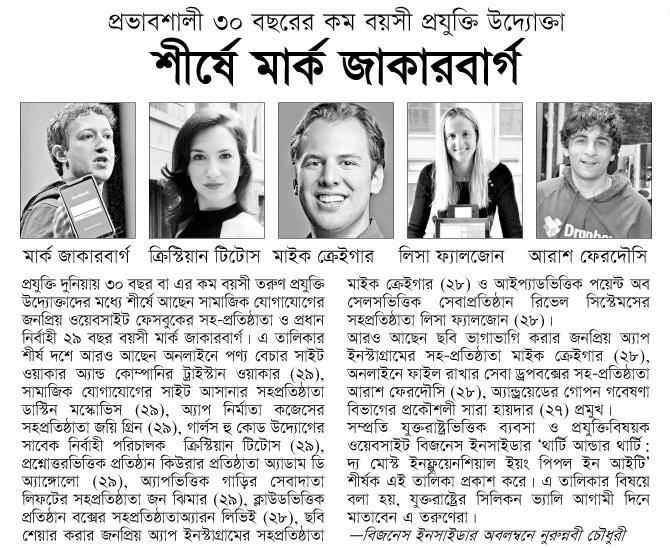 প্রভাবশালী ৩০ বছরের কম বয়সী প্রযুক্তি উদ্যোক্তা
শীর্ষে মার্ক জাকারবার্গ
মার্ক জাকারবার্গ ক্রিস্টিয়ান টিটোস মাইক ক্রেইগার লিসা ফ্যালজোন আরাশ ফেরদৌসি
প্রযুক্তি দুনিয়ায় ৩০ বছর বা এর কম বয়সী তরুণ প্রযুক্তি
উদ্যোক্তাদের মধ্যে শীর্ষে আছেন সামাজিক যোগাযোগের
জনপ্রিয় ওয়েবসাইট ফেসবুকের সহ-প্রতিষ্ঠাতা ও প্রধান
নির্বাহী ২৯ বছর বয়সী মার্ক জাকারবার্গ। এ তালিকার
শীর্ষ দশে আরও আছেন অনলাইনে পণ্য বেচার সাইট
ওয়াকার অ্যান্ড কোম্পানির ট্রাইস্টান ওয়াকার (২৯),
সামাজিক যোগাযোগের সাইট আসানার সহপ্রতিষ্ঠাতা
ডাস্টিন মস্কোভিস (২৯), অ্যাপ নির্মাতা কজেসের
সহপ্রতিষ্ঠাতা জয়ি গ্রিন (২৯), গার্লস হু কোড উদ্যোগের
সাবেক নির্বাহী পরিচালক ক্রিস্টিয়ান টিটোস (২৯),
প্রশ্নোত্তরভিত্তিক প্রতিষ্ঠান কিউরার প্রতিষ্ঠাতা অ্যাডাম ডি
অ্যাঙ্গেলো (২৯), অ্যাপভিত্তিক গাড়ির সেবাদাতা
লিফটের সহপ্রতিষ্ঠাতা জন ঝিমার (২৯), ক্লাউডভিত্তিক
প্রতিষ্ঠান বক্সের সহপ্রতিষ্ঠাতাঅ্যারন লিভিই (২৮), ছবি
শেয়ার করার জনপ্রিয় অ্যাপ ইনস্টাগ্রামের সহপ্রতিষ্ঠাতা
মাইক ক্রেইগার (২৮) ও আইপ্যাডভিত্তিক পয়েন্ট অব
সেলসভিত্তিক সেবাপ্রতিষ্ঠান রিভেল সিস্টেমসের
সহপ্রতিষ্ঠাতা লিসা ফ্যালজোন (২৮)।
আরও আছেন ছবি ভাগাভাগি করার জনপ্রিয় অ্যাপ
ইনস্টাগ্রামের সহ-প্রতিষ্ঠাতা মাইক ক্রেইগার (২৮),
অনলাইনে ফাইল রাখার সেবা ড্রপবক্সের সহ-প্রতিষ্ঠাতা
আরাশ ফেরদৌসি (২৮), অ্যান্ড্রয়েডের গোপন গবেষণা
বিভাগের প্রকৌশলী সারা হায়দার (২৭) প্রমুখ।
সম্প্রতি যুক্তরাষ্ট্রভিত্তিক ব্যবসা ও প্রযুক্তিবিষয়ক
ওয়েবসাইট বিজনেস ইনসাইডার ‘থার্টি আন্ডার থার্টি :
দ্য মোস্ট ইনফ্লুয়েনশিয়াল ইয়ং পিপল ইন আইটি’
শীর্ষক এই তালিকা প্রকাশ করে। এ তালিকার বিষয়ে
বলা হয়, যুক্তরাষ্ট্রের সিলিকন ভ্যালি আগামী দিনে
মাতাবেন এ তরুণেরা।
—বিজনেস ইনসাইডার অবলম্বনে নুরুন্নবী চৌধুরী